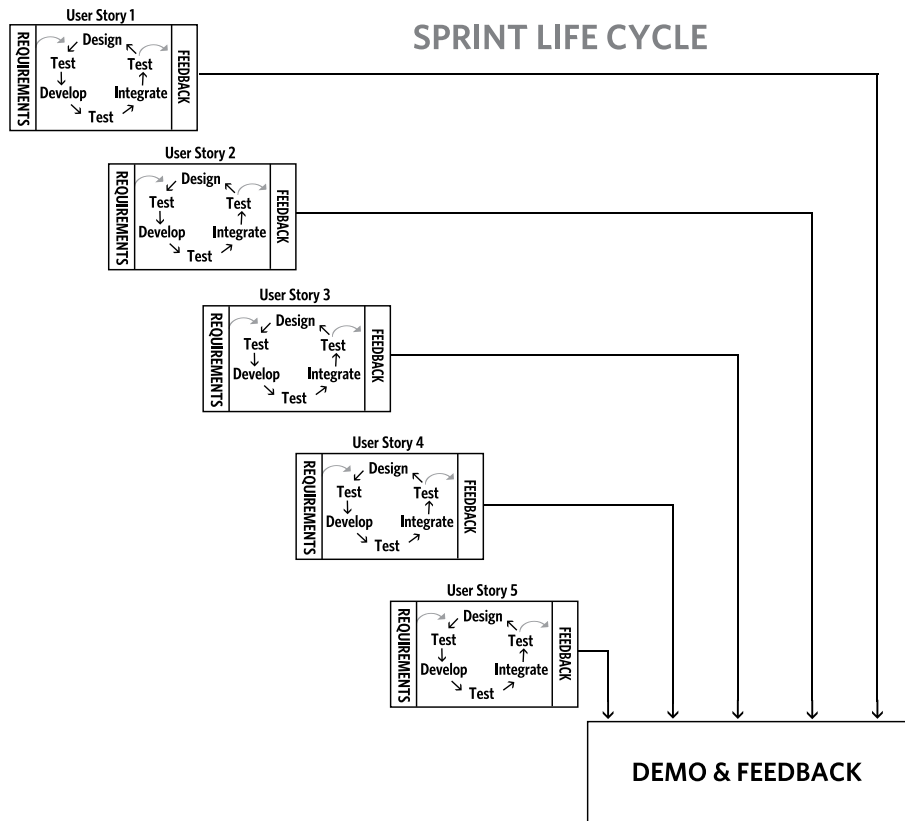 SPRINT LIFE CYCLE
User Story 1
REQUIREMENTS
Design
Test
Test
Develop
Integrate
Test
FEEDBACK
User Story 2
REQUIREMENTS
Design
Test
Test
Develop
Integrate
Test
FEEDBACK
User Story 3
REQUIREMENTS
Design
Test
Test
Develop
Integrate
Test
FEEDBACK
User Story 4
REQUIREMENTS
Design
Test
Test
Develop
Integrate
Test
FEEDBACK
User Story 5
REQUIREMENTS
Design
Test
Test
Develop
Integrate
Test
FEEDBACK
DEMO & FEEDBACK